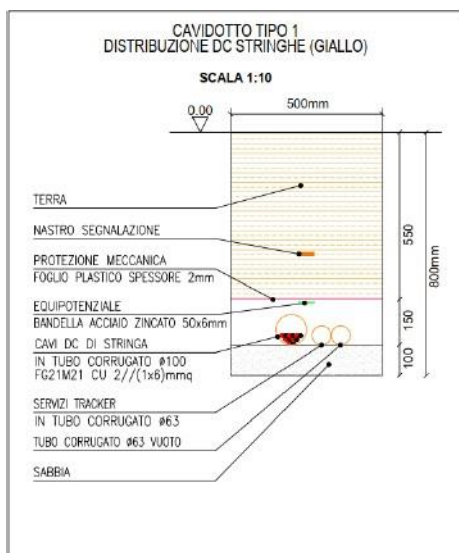 CAVIDOTTO TIPO 1
DISTRIBUZIONE DC STRINGHE (GIALLO)
SCALA 1:10
0.00
500mm
TERRA
NASTRO SEGNALAZIONE
PROTEZIONE MECCANICA
FOGLIO PLASTICO SPESSORE 2mm
EQUIPOTENZIALE
BANDELLA ACCIAIO ZINCATO 50x6mm
CAVI DC DI STRINGA
IN TUBO CORRUGATO ø100
FG21M21 CU 2//(1x6)mmq
SERVIZI TRACKER
IN TUBO CORRUGATO ø63
TUBO CORRUGATO ø63 VUOTO
SABBIA
550
150
100
800mm